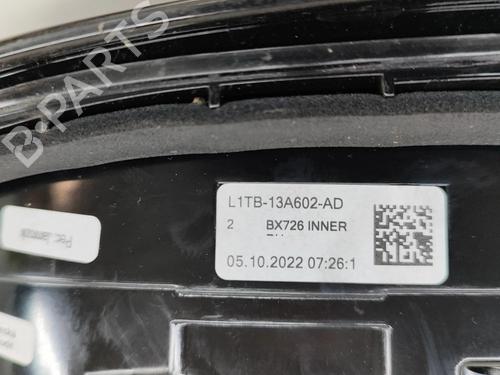 B-PARTS
L1TB-13A602-AD
2 BX726 INNER
05.10.2022 07:26:1